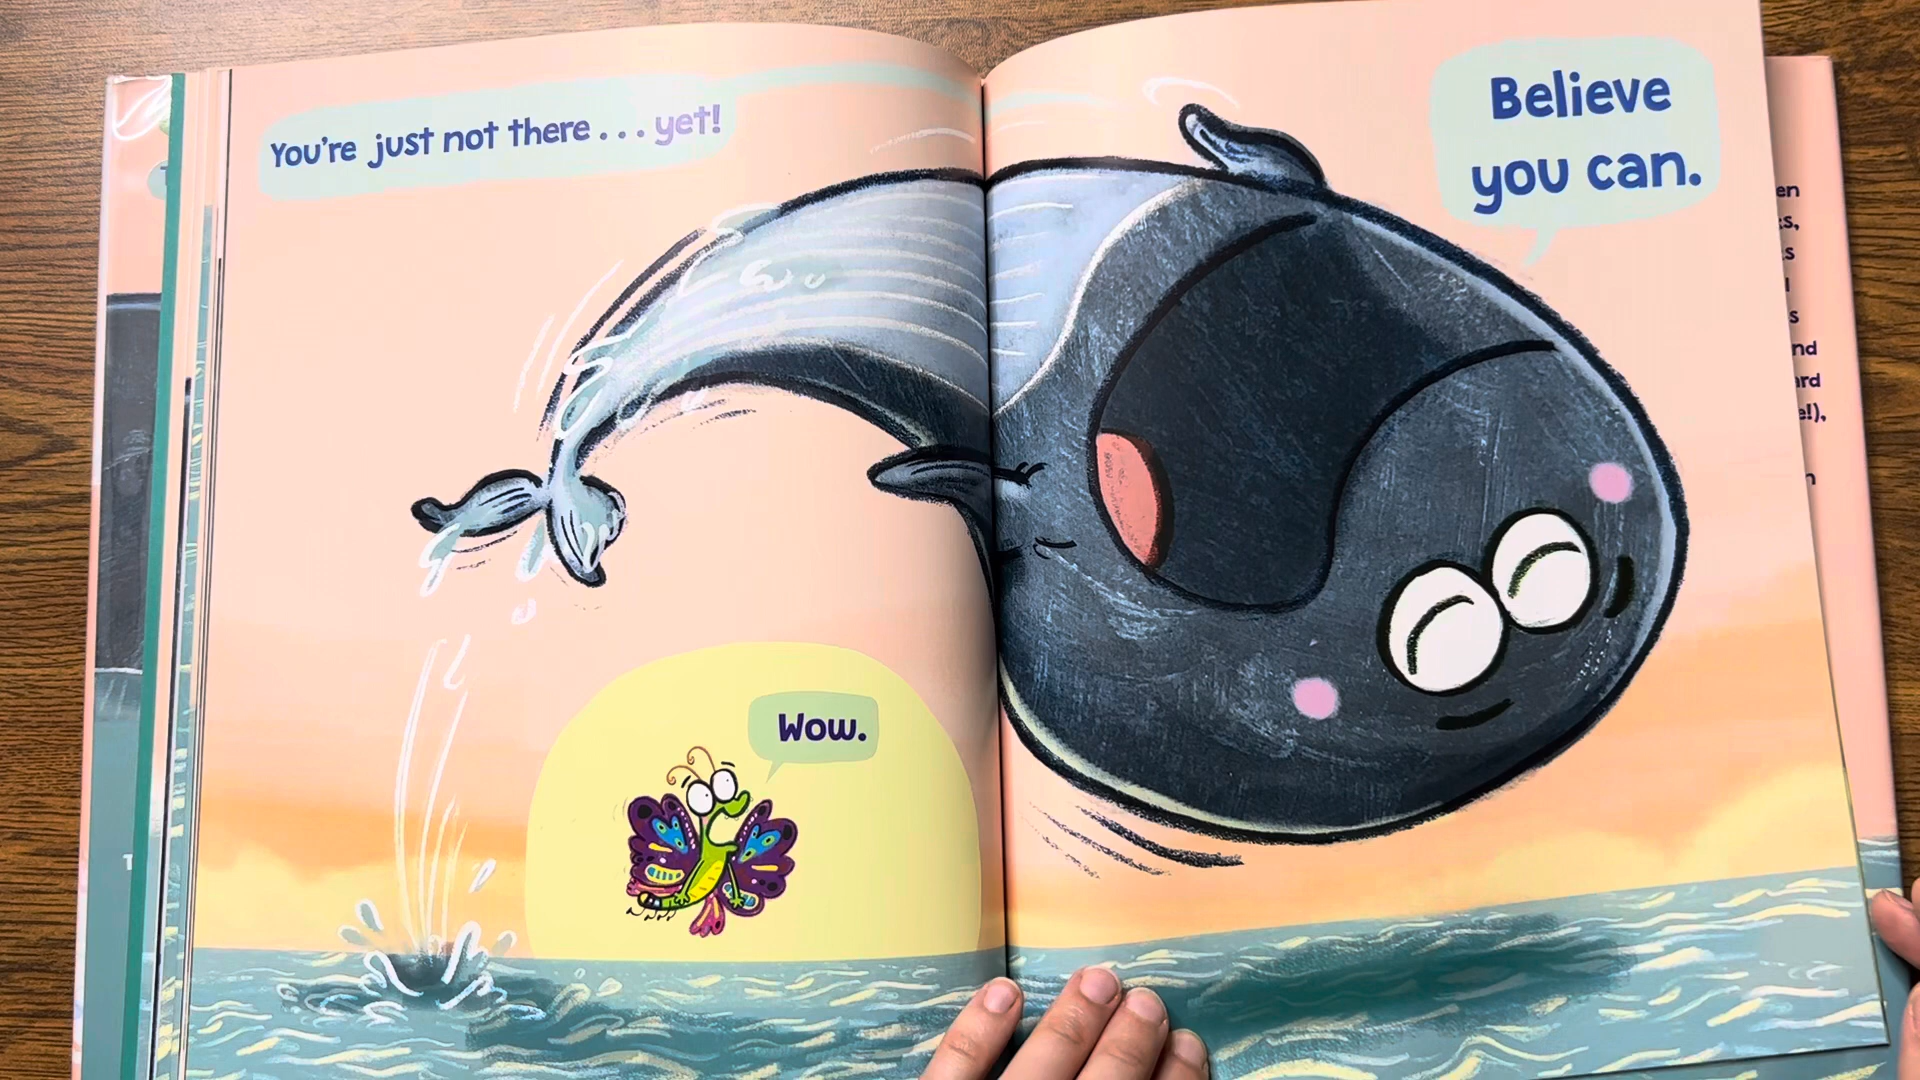 You're just not there . . . yet!
Believe
you can.
Wow.